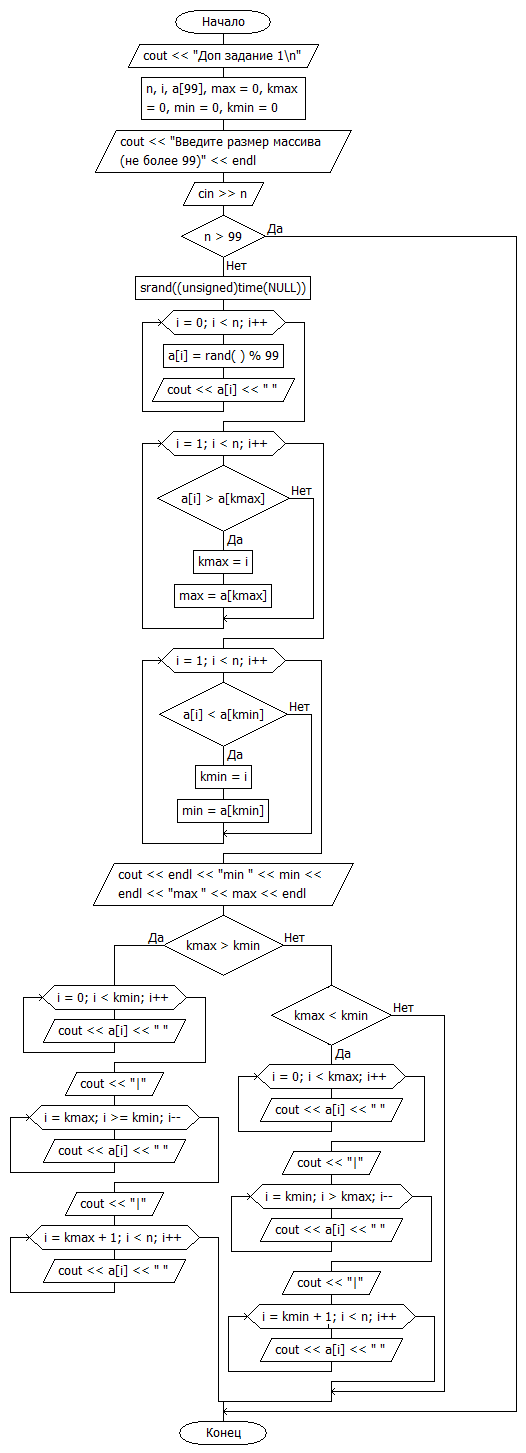 Начало
cout << "Доп задание 1\n"
n, i, a[99], max = 0, kmax
= 0, min = 0, kmin = 0
cout << "Введите размер массива
(не более 99)" << endl
cin >> n
n > 99
Да
Нет
srand((unsigned)time(NULL))
i = 0; i < n; i++
a[i] = rand( ) % 99
cout << a[i] << " "
i = 1; i < n; i++
a[i] > a[kmax]
Нет
Да
kmax = i
max = a[kmax]
i = 1; i < n; i++
a[i] < a[kmin]
Нет
Да
kmin = i
min = a[kmin]
cout << endl << "min " << min <<
endl << "max " << max << endl
kmax > kmin
Да
Нет
i = 0; i < kmin; i++
cout << a[i] << " "
cout << "|"
i = kmax; i >= kmin; i--
cout << a[i] << " "
cout << "|"
i = kmax + 1; i < n; i++
cout << a[i] << " "
kmax < kmin
Нет
Да
i = 0; i < kmax; i++
cout << a[i] << " "
cout << "|"
i = kmin; i > kmax; i--
cout << a[i] << " "
cout << "|"
i = kmin + 1; i < n; i++
cout << a[i] << " "
Конец